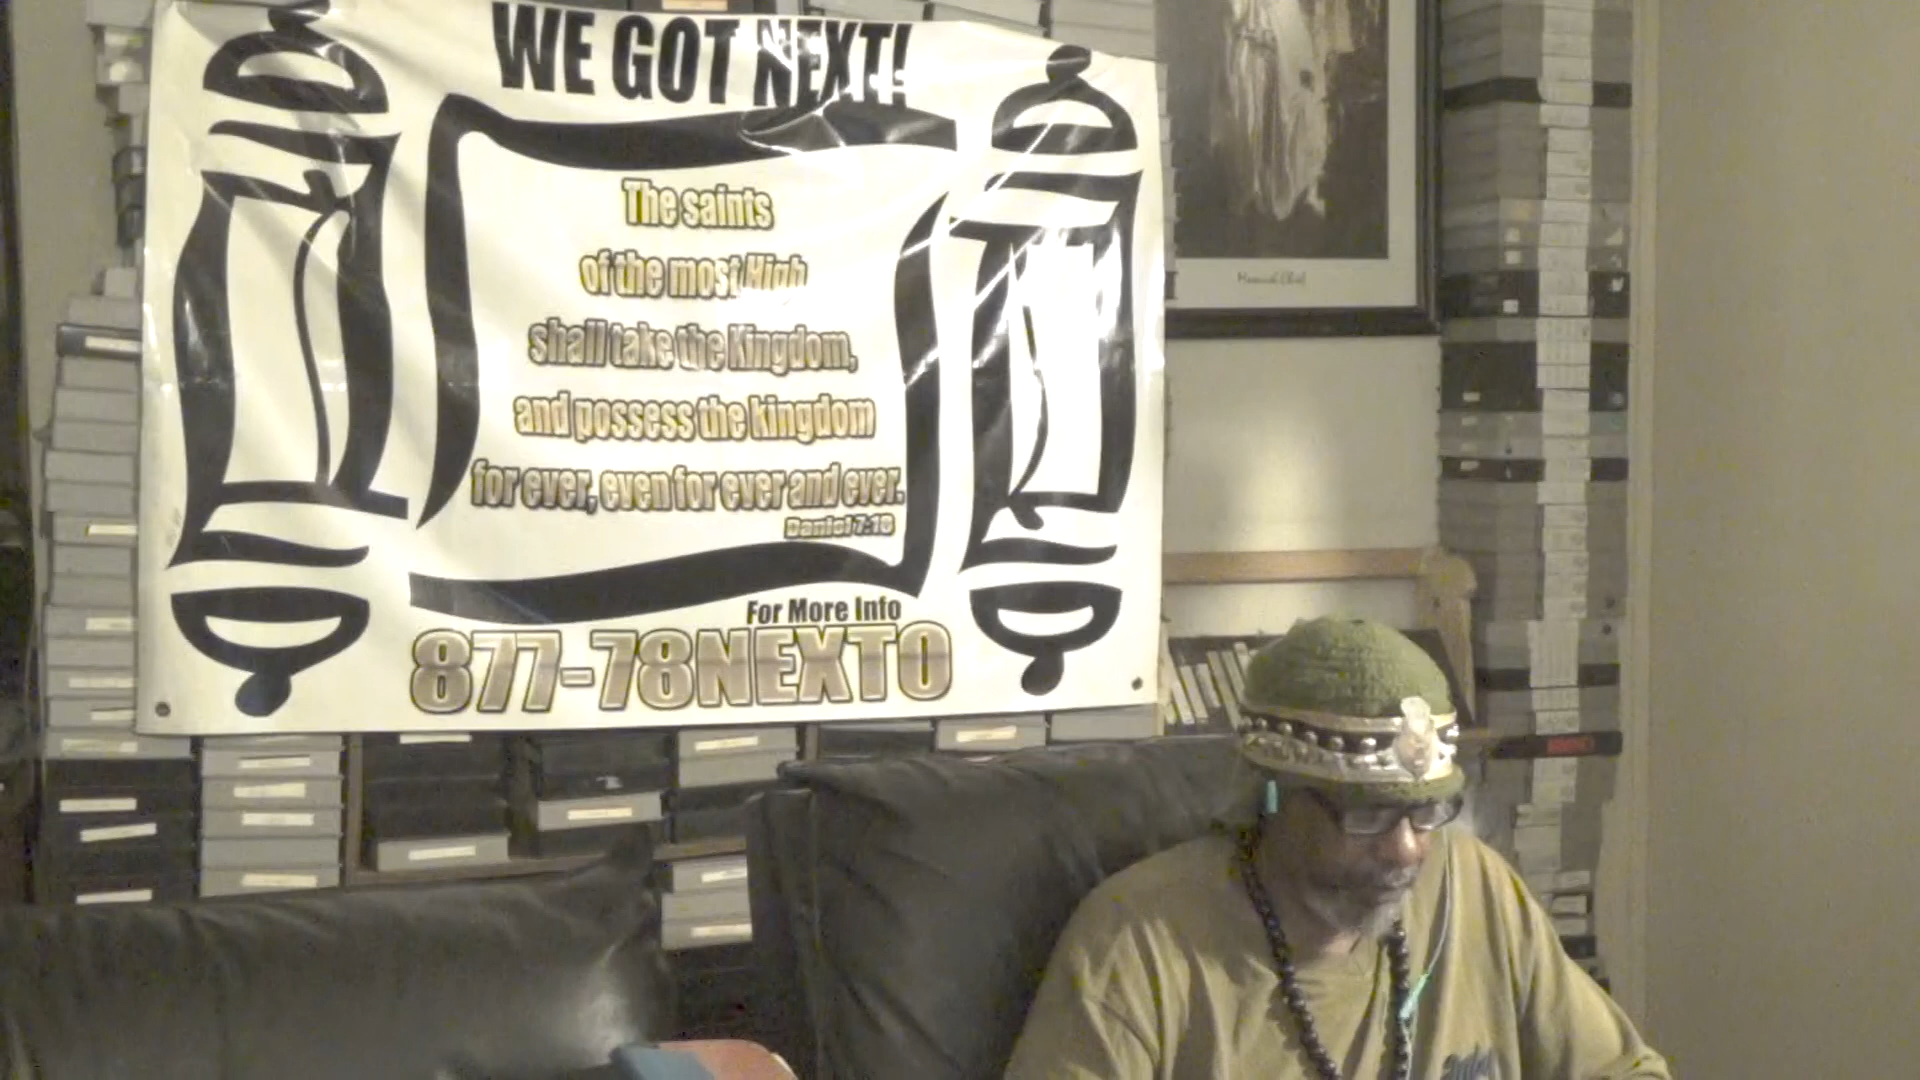 WE GOT NEXT!
The saints
of the most High
shall take the Kingdom,
and possess the kingdom
for ever, even for ever and ever.
Daniel 7:18
For More Info
877-78NEXT0